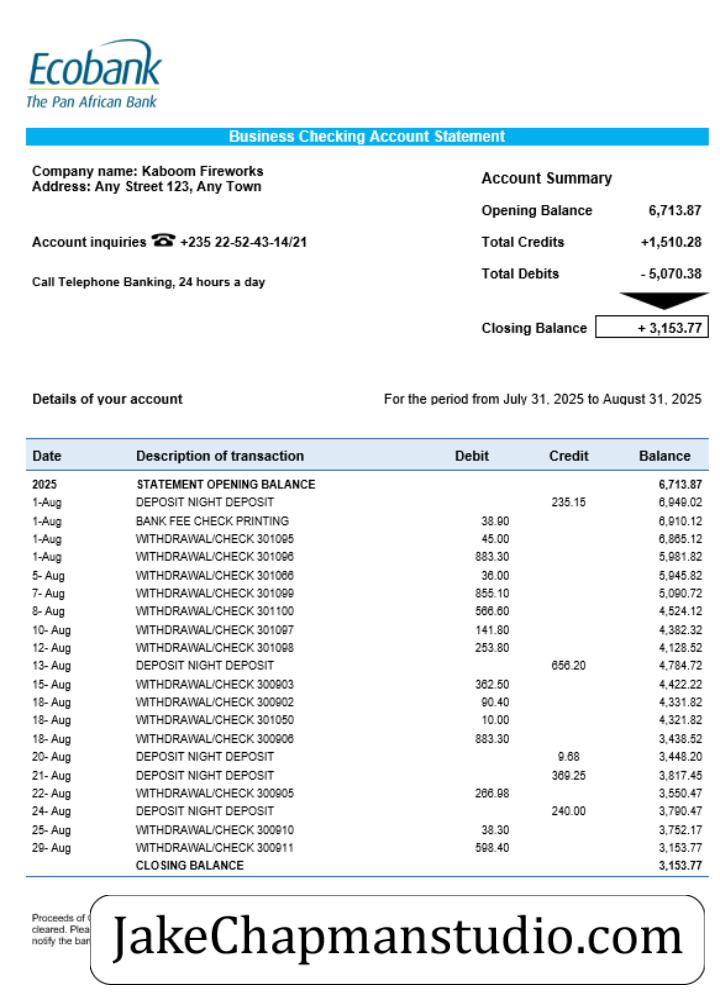 Ecobank
The Pan African Bank
Business Checking Account Statement
Company name: Kaboom Fireworks
Address: Any Street 123, Any Town
Account inquiries ☎ +235 22-52-43-14/21
Call Telephone Banking, 24 hours a day
Account Summary
Opening Balance 6,713.87
Total Credits +1,510.28
Total Debits - 5,070.38
Closing Balance + 3,153.77
Details of your account For the period from July 31, 2025 to August 31, 2025
Date Description of transaction Debit Credit Balance
2025 STATEMENT OPENING BALANCE 6,713.87
1-Aug DEPOSIT NIGHT DEPOSIT 235.15 6,949.02
1-Aug BANK FEE CHECK PRINTING 38.90 6,910.12
1-Aug WITHDRAWAL/CHECK 301095 45.00 6,865.12
1-Aug WITHDRAWAL/CHECK 301096 883.30 5,981.82
5- Aug WITHDRAWAL/CHECK 301066 36.00 5,945.82
7- Aug WITHDRAWAL/CHECK 301099 855.10 5,090.72
8- Aug WITHDRAWAL/CHECK 301100 566.60 4,524.12
10- Aug WITHDRAWAL/CHECK 301097 141.80 4,382.32
12- Aug WITHDRAWAL/CHECK 301098 253.80 4,128.52
13- Aug DEPOSIT NIGHT DEPOSIT 656.20 4,784.72
15- Aug WITHDRAWAL/CHECK 300903 362.50 4,422.22
18- Aug WITHDRAWAL/CHECK 300902 90.40 4,331.82
18- Aug WITHDRAWAL/CHECK 301050 10.00 4,321.82
18- Aug WITHDRAWAL/CHECK 300906 883.30 3,438.52
20- Aug DEPOSIT NIGHT DEPOSIT 9.68 3,448.20
21- Aug DEPOSIT NIGHT DEPOSIT 369.25 3,817.45
22- Aug WITHDRAWAL/CHECK 300905 266.98 3,550.47
24- Aug DEPOSIT NIGHT DEPOSIT 240.00 3,790.47
25- Aug WITHDRAWAL/CHECK 300910 38.30 3,752.17
29- Aug WITHDRAWAL/CHECK 300911 598.40 3,153.77
CLOSING BALANCE 3,153.77
Proceeds of
cleared.
notify the
JakeChapmanstudio.com